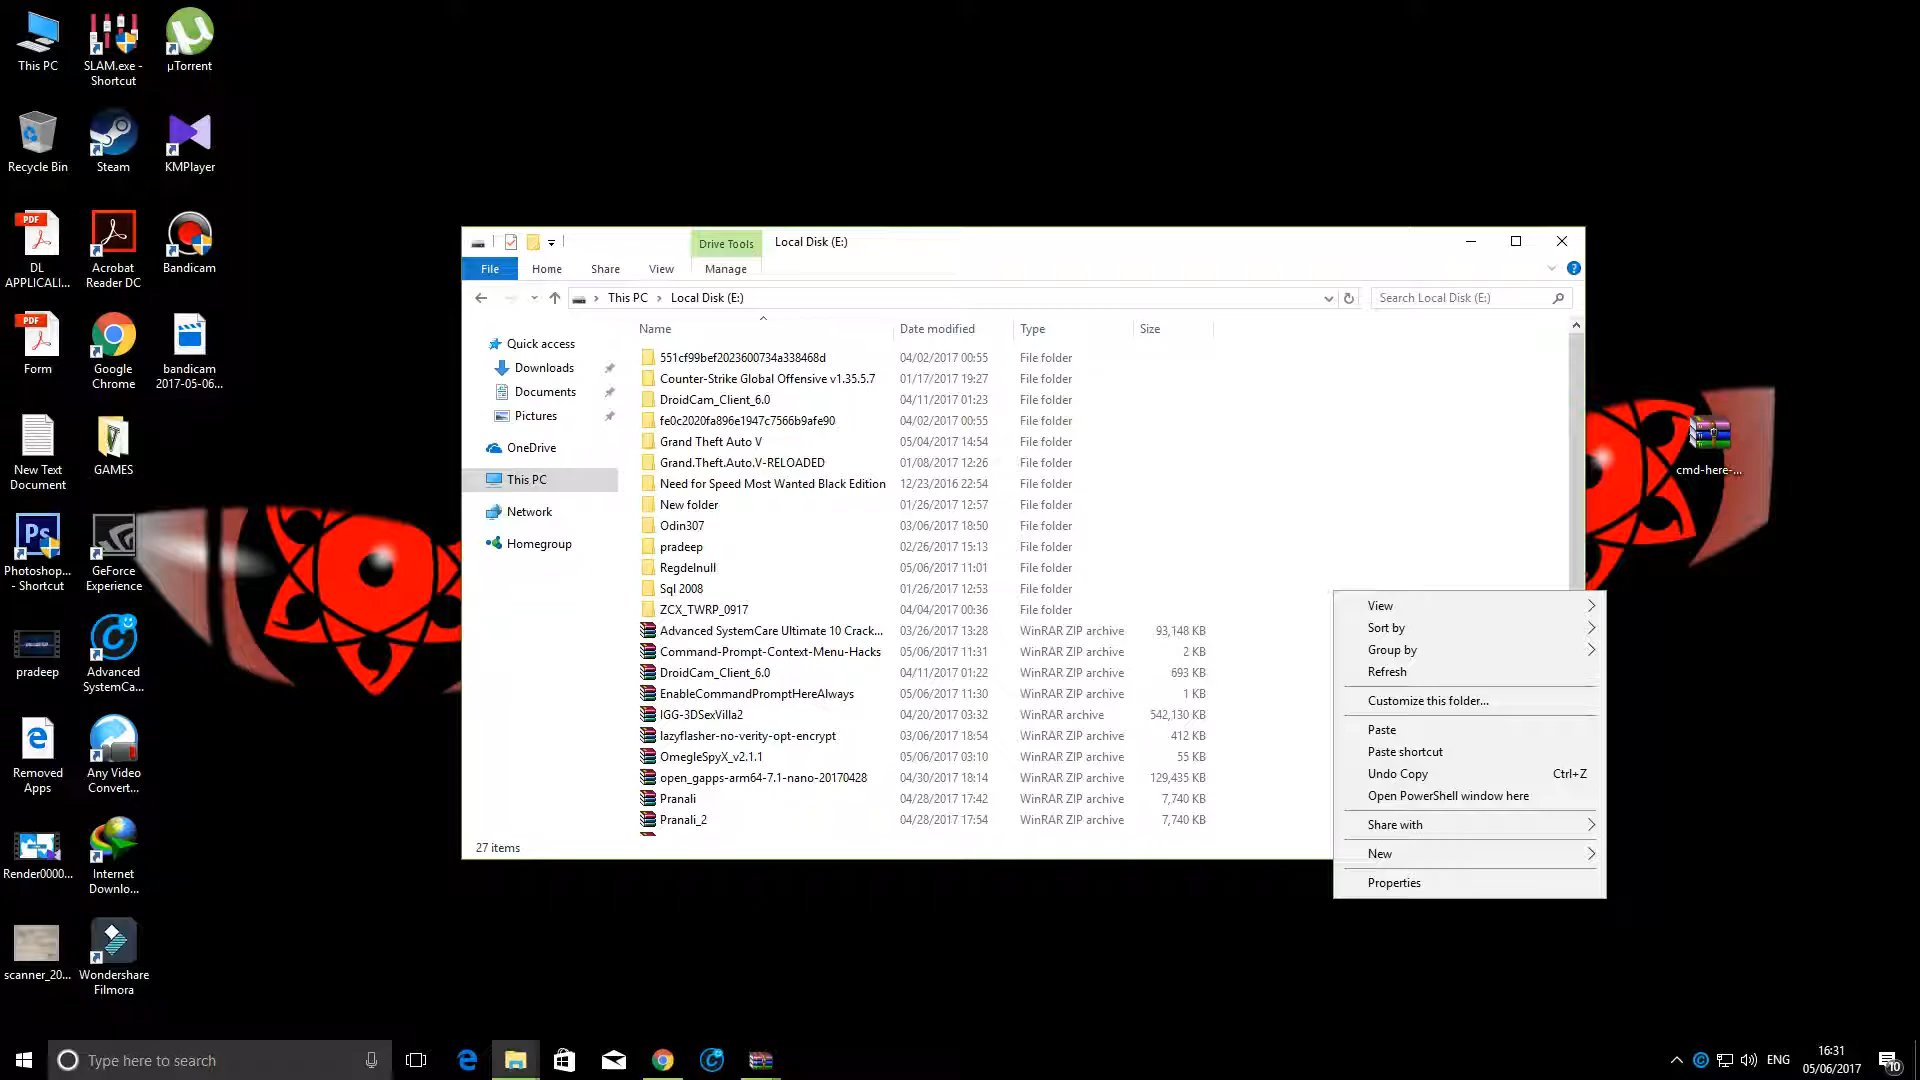 This PC
SLAM.exe -
Shortcut
µTorrent
Recycle Bin
Steam
KMPlayer
DL
APPLICALI...
Acrobat
Reader DC
Bandicam
Form
Google
Chrome
bandicam
2017-05-06...
New Text
Document
GAMES
Photoshop...
- Shortcut
GeForce
Experience
pradeep
Advanced
SystemCa...
Removed
Apps
Any Video
Convert...
Render0000...
Internet
Downlo...
scanner_20...
Wondershare
Filmora
cmd-here-...
Drive Tools
Local Disk (E:)
File
Home
Share
View
Manage
This PC
Local Disk (E:)
Search Local Disk (E:)
Quick access
Downloads
Documents
Pictures
OneDrive
This PC
Network
Homegroup
Name Date modified Type Size
551cf99bef2023600734a338468d 04/02/2017 00:55 File folder
Counter-Strike Global Offensive v1.35.5.7 01/17/2017 19:27 File folder
DroidCam_Client_6.0 04/11/2017 01:23 File folder
fe0c2020fa896e1947c7566b9afe90 04/02/2017 00:55 File folder
Grand Theft Auto V 05/04/2017 14:54 File folder
Grand.Theft.Auto.V-RELOADED 01/08/2017 12:26 File folder
Need for Speed Most Wanted Black Edition 12/23/2016 22:54 File folder
New folder 01/26/2017 12:57 File folder
Odin307 03/06/2017 18:50 File folder
pradeep 02/26/2017 15:13 File folder
Regdelnull 05/06/2017 11:01 File folder
Sql 2008 01/26/2017 12:53 File folder
ZCX_TWRP_0917 04/04/2017 00:36 File folder
Advanced SystemCare Ultimate 10 Crack... 03/26/2017 13:28 WinRAR ZIP archive 93,148 KB
Command-Prompt-Context-Menu-Hacks 05/06/2017 11:31 WinRAR ZIP archive 2 KB
DroidCam_Client_6.0 04/11/2017 01:22 WinRAR ZIP archive 693 KB
EnableCommandPromptHereAlways 05/06/2017 11:30 WinRAR ZIP archive 1 KB
IGG-3DSexVilla2 04/20/2017 03:32 WinRAR archive 542,130 KB
lazyflasher-no-verity-opt-encrypt 03/06/2017 18:54 WinRAR ZIP archive 412 KB
OmegleSpyX_v2.1.1 05/06/2017 03:10 WinRAR ZIP archive 55 KB
open_gapps-arm64-7.1-nano-20170428 04/30/2017 18:14 WinRAR ZIP archive 129,435 KB
Pranali 04/28/2017 17:42 WinRAR ZIP archive 7,740 KB
Pranali_2 04/28/2017 17:54 WinRAR ZIP archive 7,740 KB
27 items
View
Sort by
Group by
Refresh
Customize this folder...
Paste
Paste shortcut
Undo Copy Ctrl+Z
Open PowerShell window here
Share with
New
Properties
Type here to search
ENG
16:31
05/06/2017
10